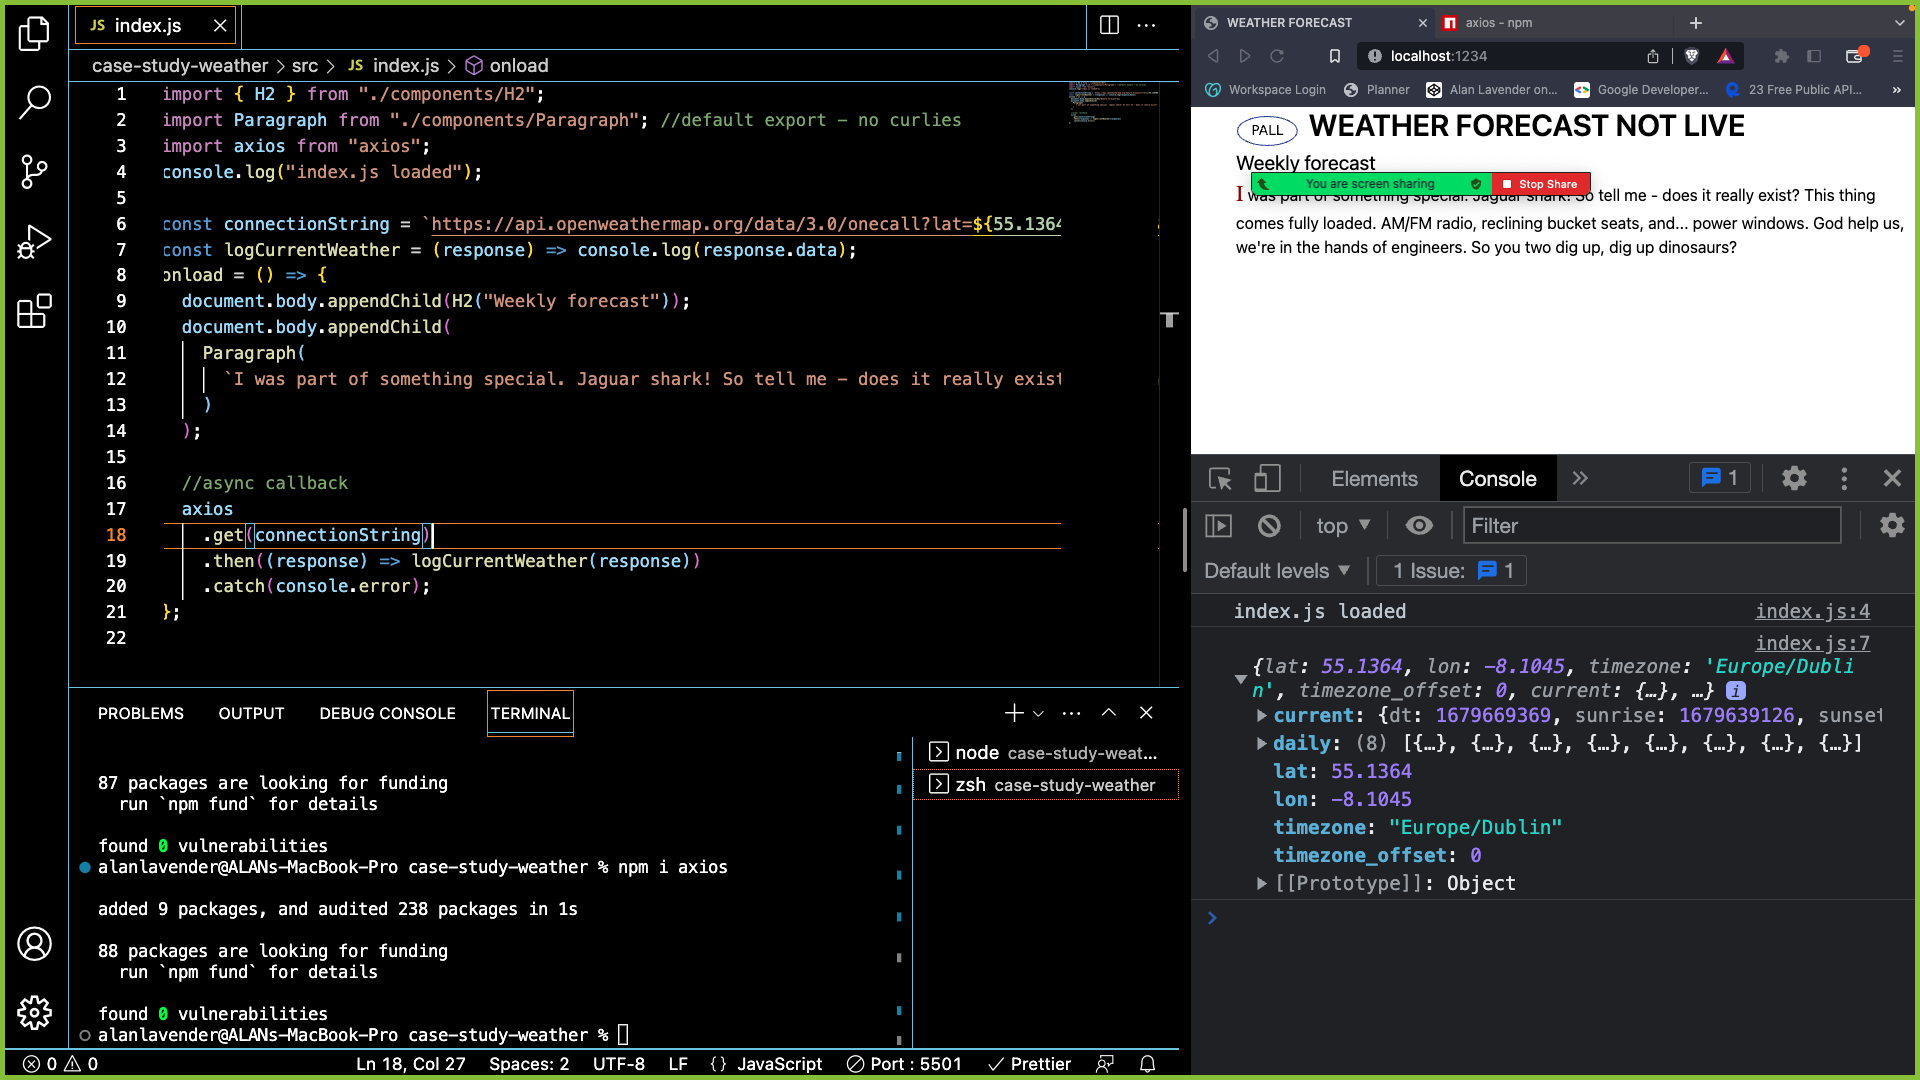 JS index.js
case-study-weather > src > JS index.js > onload
1 import { H2 } from "./components/H2";
2 import Paragraph from "./components/Paragraph"; //default export - no curlies
3 import axios from "axios";
4 console.log("index.js loaded");
5
6 const connectionString = `https://api.openweathermap.org/data/3.0/onecall?lat=${55.1364
7 const logCurrentWeather = (response) => console.log(response.data);
8 onload = () => {
9 document.body.appendChild(H2("Weekly forecast"));
10 document.body.appendChild(
11 Paragraph(
12 `I was part of something special. Jaguar shark! So tell me - does it really exist
13 )
14 );
15
16 //async callback
17 axios
18 .get(connectionString)
19 .then((response) => logCurrentWeather(response))
20 .catch(console.error);
21 };
22
PROBLEMS OUTPUT DEBUG CONSOLE TERMINAL
87 packages are looking for funding
run `npm fund` for details
found 0 vulnerabilities
alanlavender@ALANs-MacBook-Pro case-study-weather % npm i axios
added 9 packages, and audited 238 packages in 1s
88 packages are looking for funding
run `npm fund` for details
found 0 vulnerabilities
alanlavender@ALANs-MacBook-Pro case-study-weather %
node case-study-weat...
zsh case-study-weather
0 0 Ln 18, Col 27 Spaces: 2 UTF-8 LF {} JavaScript Port : 5501 Prettier
WEATHER FORECAST axios - npm
localhost:1234
Workspace Login Planner Alan Lavender on... Google Developer... 23 Free Public API... »
PALL WEATHER FORECAST NOT LIVE
Weekly forecast
You are screen sharing Stop Share
I was part of something special. Jaguar shark! So tell me - does it really exist? This thing
comes fully loaded. AM/FM radio, reclining bucket seats, and... power windows. God help us,
we're in the hands of engineers. So you two dig up, dig up dinosaurs?
Elements Console » 1
top Filter
Default levels 1 Issue: 1
index.js loaded index.js:4
index.js:7
{lat: 55.1364, lon: -8.1045, timezone: 'Europe/Dubli
n', timezone_offset: 0, current: {…}, …} i
current: {dt: 1679669369, sunrise: 1679639126, sunset
daily: (8) [{…}, {…}, {…}, {…}, {…}, {…}, {…}, {…}]
lat: 55.1364
lon: -8.1045
timezone: "Europe/Dublin"
timezone_offset: 0
[[Prototype]]: Object